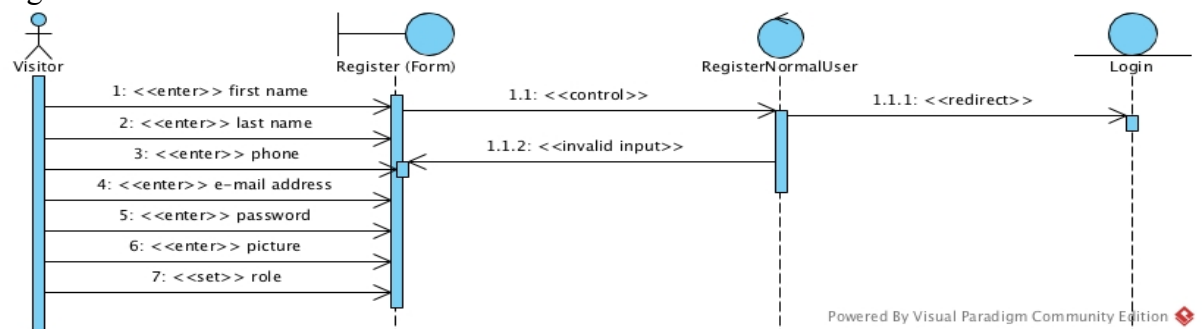 Visitor
Register (Form)
RegisterNormalUser
Login
1: <<enter>> first name
1.1: <<control>>
1.1.1: <<redirect>>
2: <<enter>> last name
1.1.2: <<invalid input>>
3: <<enter>> phone
4: <<enter>> e-mail address
5: <<enter>> password
6: <<enter>> picture
7: <<set>> role
Powered By Visual Paradigm Community Edition